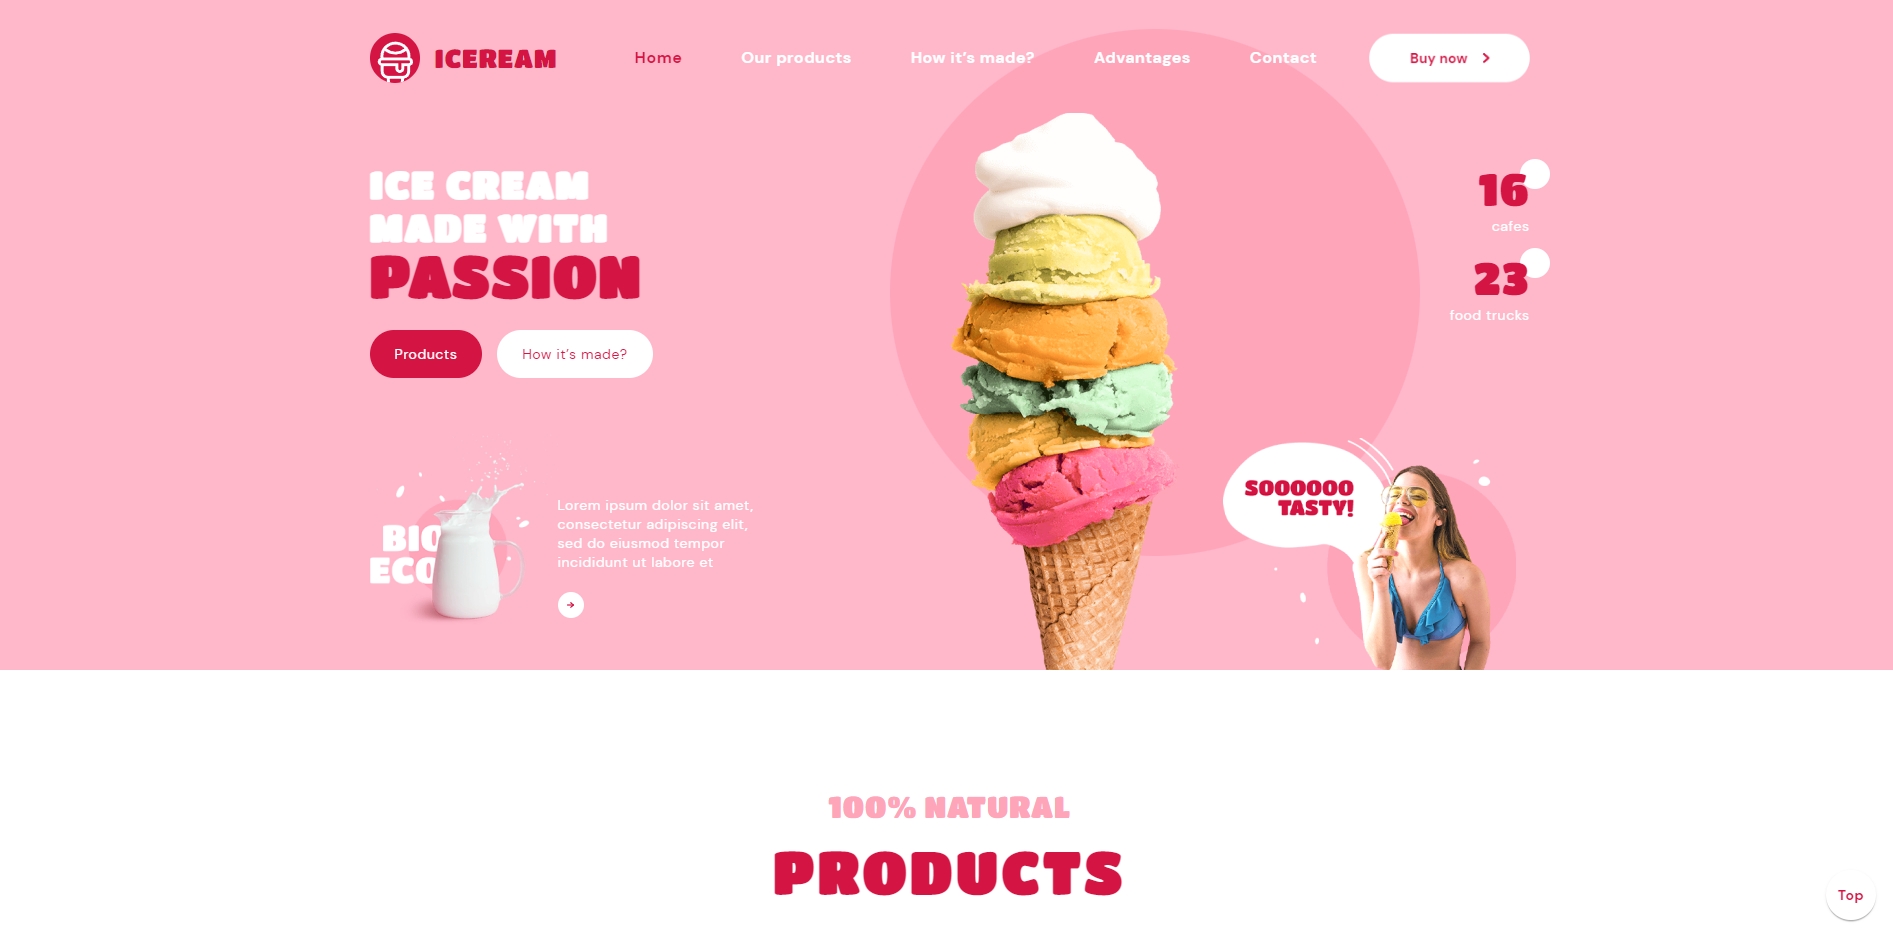 ICEREAM
Home
Our products
How it's made?
Advantages
Contact
Buy now
ICE CREAM
MADE WITH
PASSION
Products
How it's made?
16
cafes
23
food trucks
BIO
ECO
Lorem ipsum dolor sit amet,
consectetur adipiscing elit,
sed do eiusmod tempor
incididunt ut labore et
SOOOOOO
TASTY!
100% NATURAL
PRODUCTS
Top